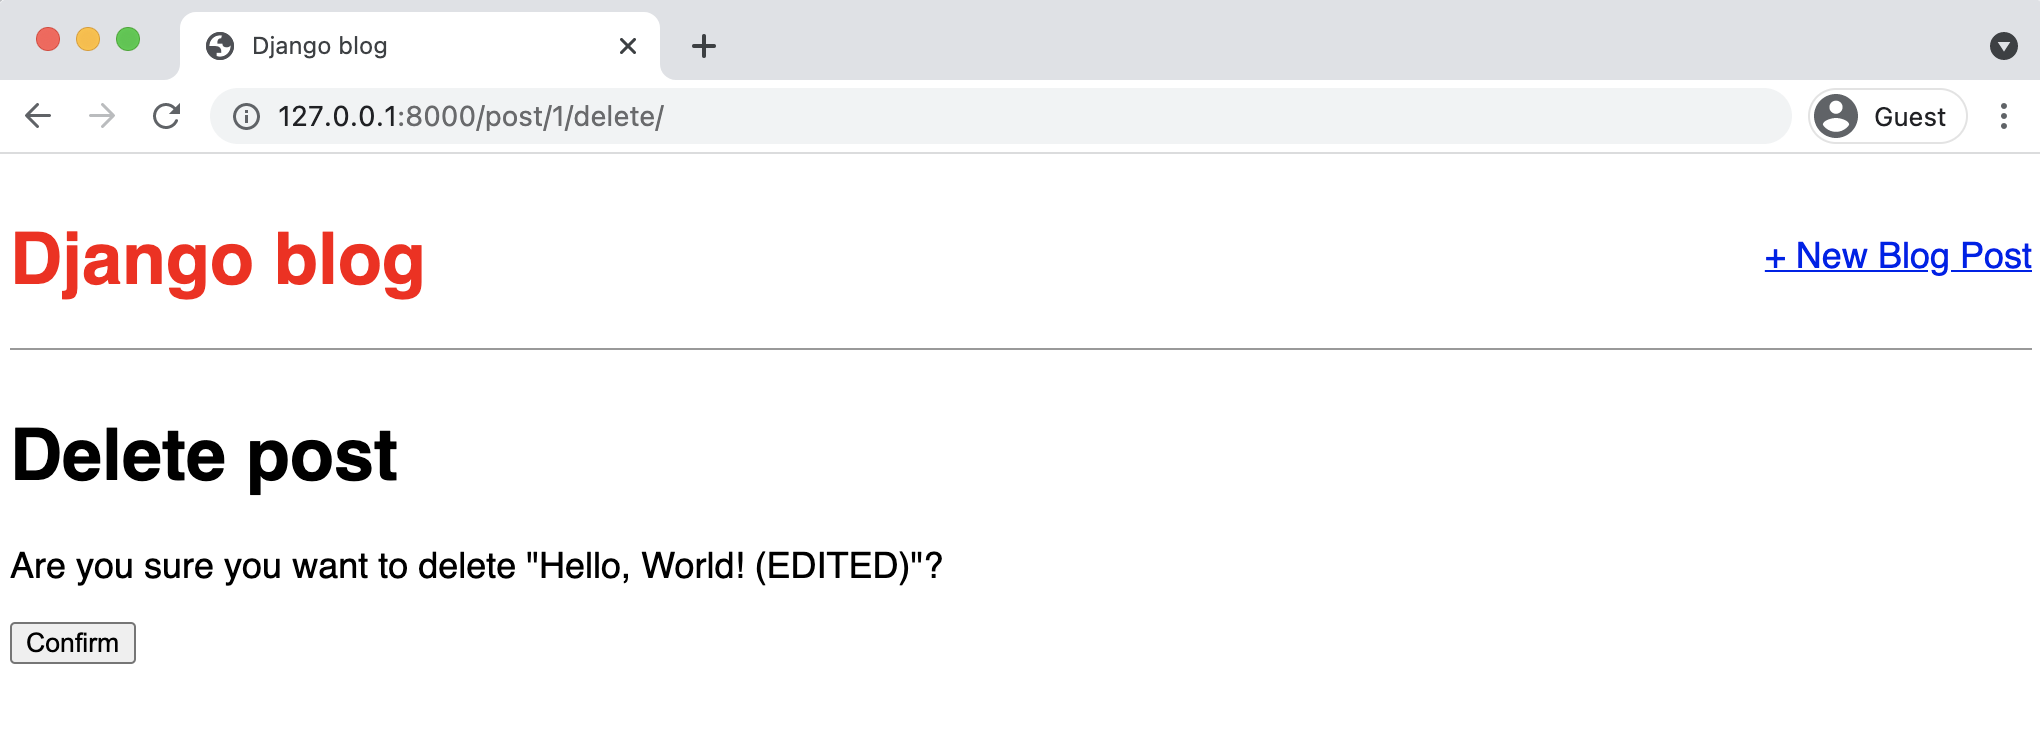 Django blog
127.0.0.1:8000/post/1/delete/
Guest
Django blog
+ New Blog Post
Delete post
Are you sure you want to delete "Hello, World! (EDITED)"?
Confirm